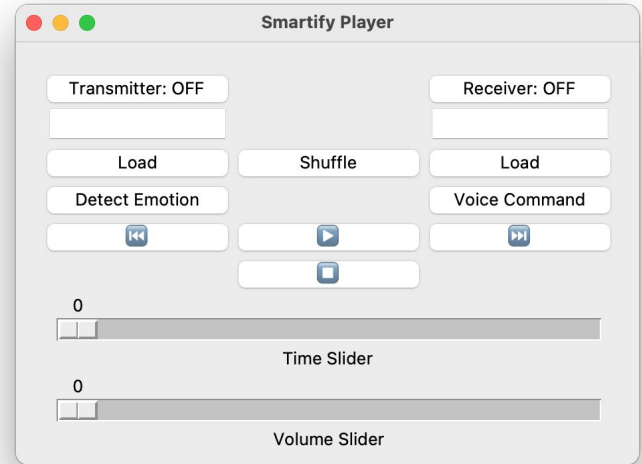 Smartify Player
Transmitter: OFF Receiver: OFF
Load Shuffle Load
Detect Emotion Voice Command
⏮ ▶ ⏭
⏹
0
Time Slider
0
Volume Slider